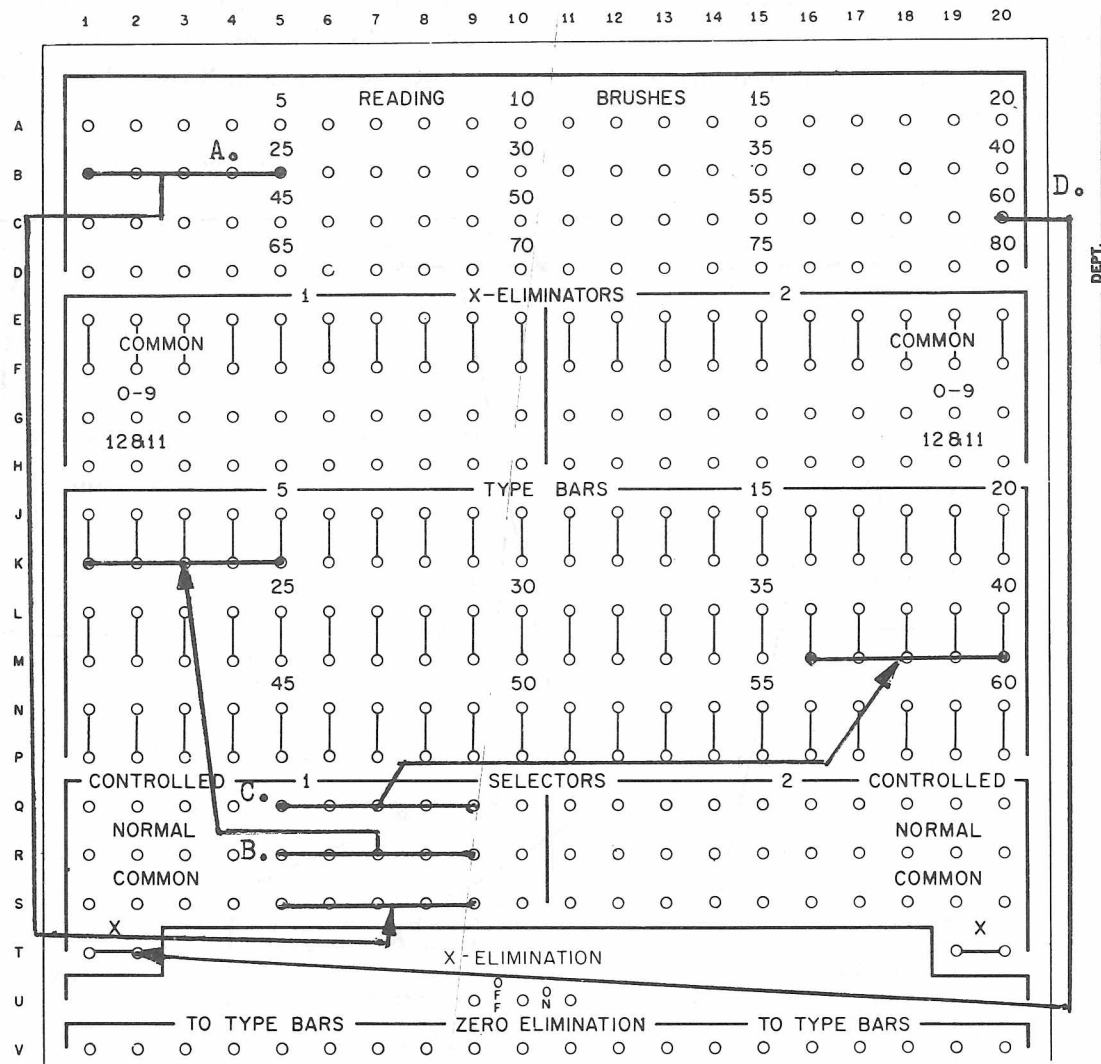 1 2 3 4 5 6 7 8 9 10 11 12 13 14 15 16 17 18 19 20
5 READING 10 BRUSHES 15 20
A
A. 25 30 35 40
B
45 50 55 60 D.
C
65 70 75 80
D
DEPT.
1 X-ELIMINATORS 2
E
COMMON COMMON
F
0-9 0-9
G
12&11 12&11
H
5 TYPE BARS 15 20
J
K
25 30 35 40
L
M
45 50 55 60
N
P
CONTROLLED 1 SELECTORS 2 CONTROLLED
Q C.
NORMAL NORMAL
R B.
COMMON COMMON
S
X X
T X-ELIMINATION
U OFF ON
TO TYPE BARS ZERO ELIMINATION TO TYPE BARS
V